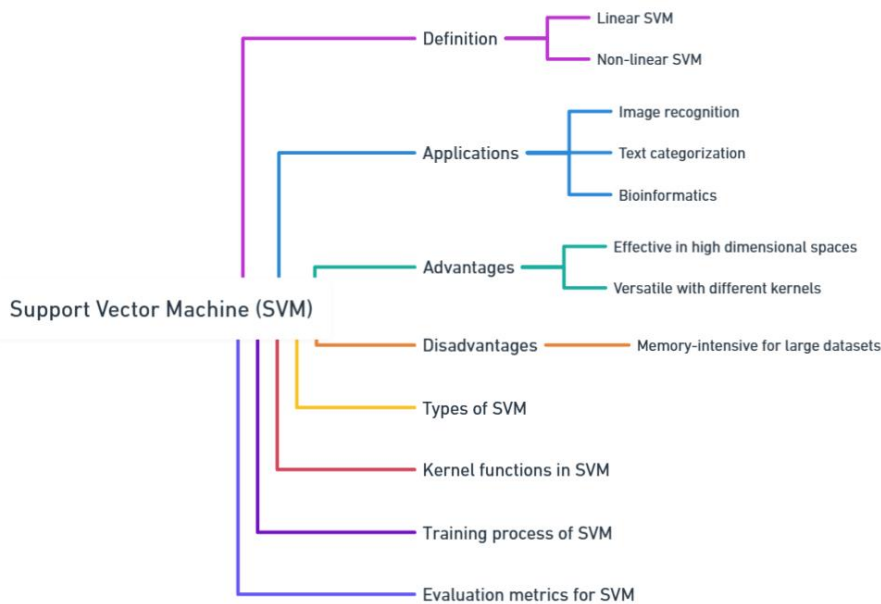 Support Vector Machine (SVM)
Definition
Linear SVM
Non-linear SVM
Applications
Image recognition
Text categorization
Bioinformatics
Advantages
Effective in high dimensional spaces
Versatile with different kernels
Disadvantages
Memory-intensive for large datasets
Types of SVM
Kernel functions in SVM
Training process of SVM
Evaluation metrics for SVM